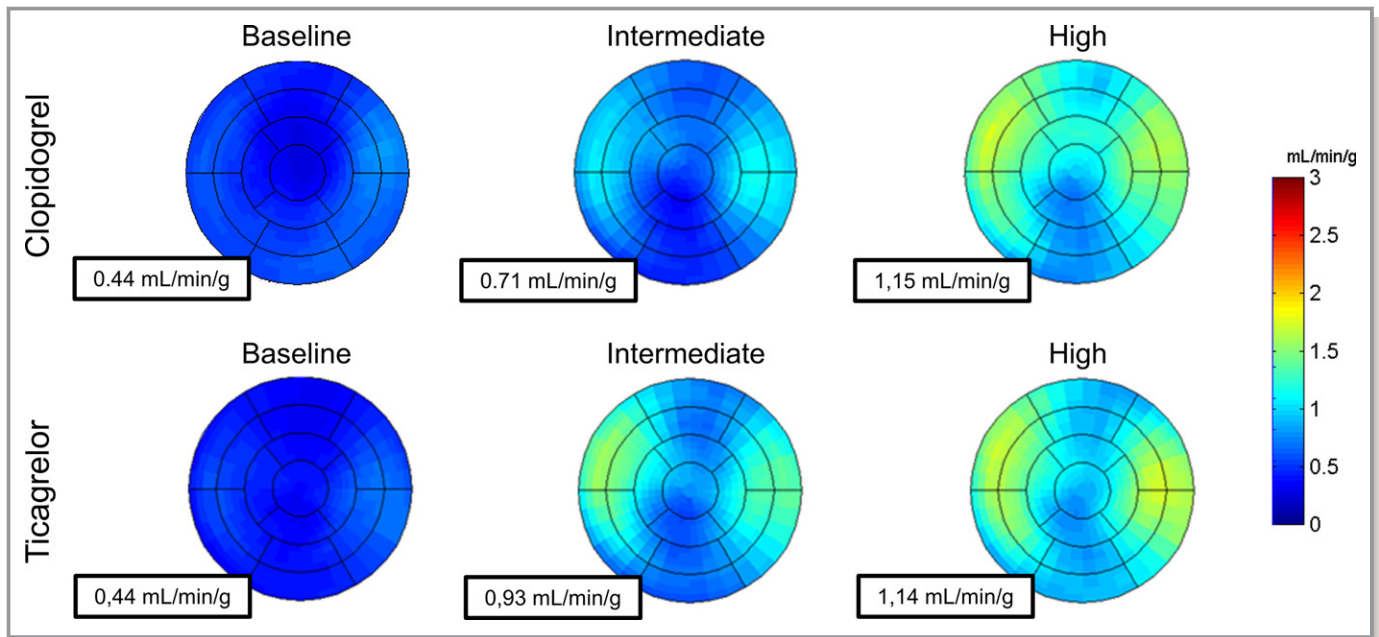 Baseline
Intermediate
High
Clopidogrel
0.44 mL/min/g
0.71 mL/min/g
1,15 mL/min/g
mL/min/g
3
2.5
2
1.5
1
0.5
0
Baseline
Intermediate
High
Ticagrelor
0,44 mL/min/g
0,93 mL/min/g
1,14 mL/min/g